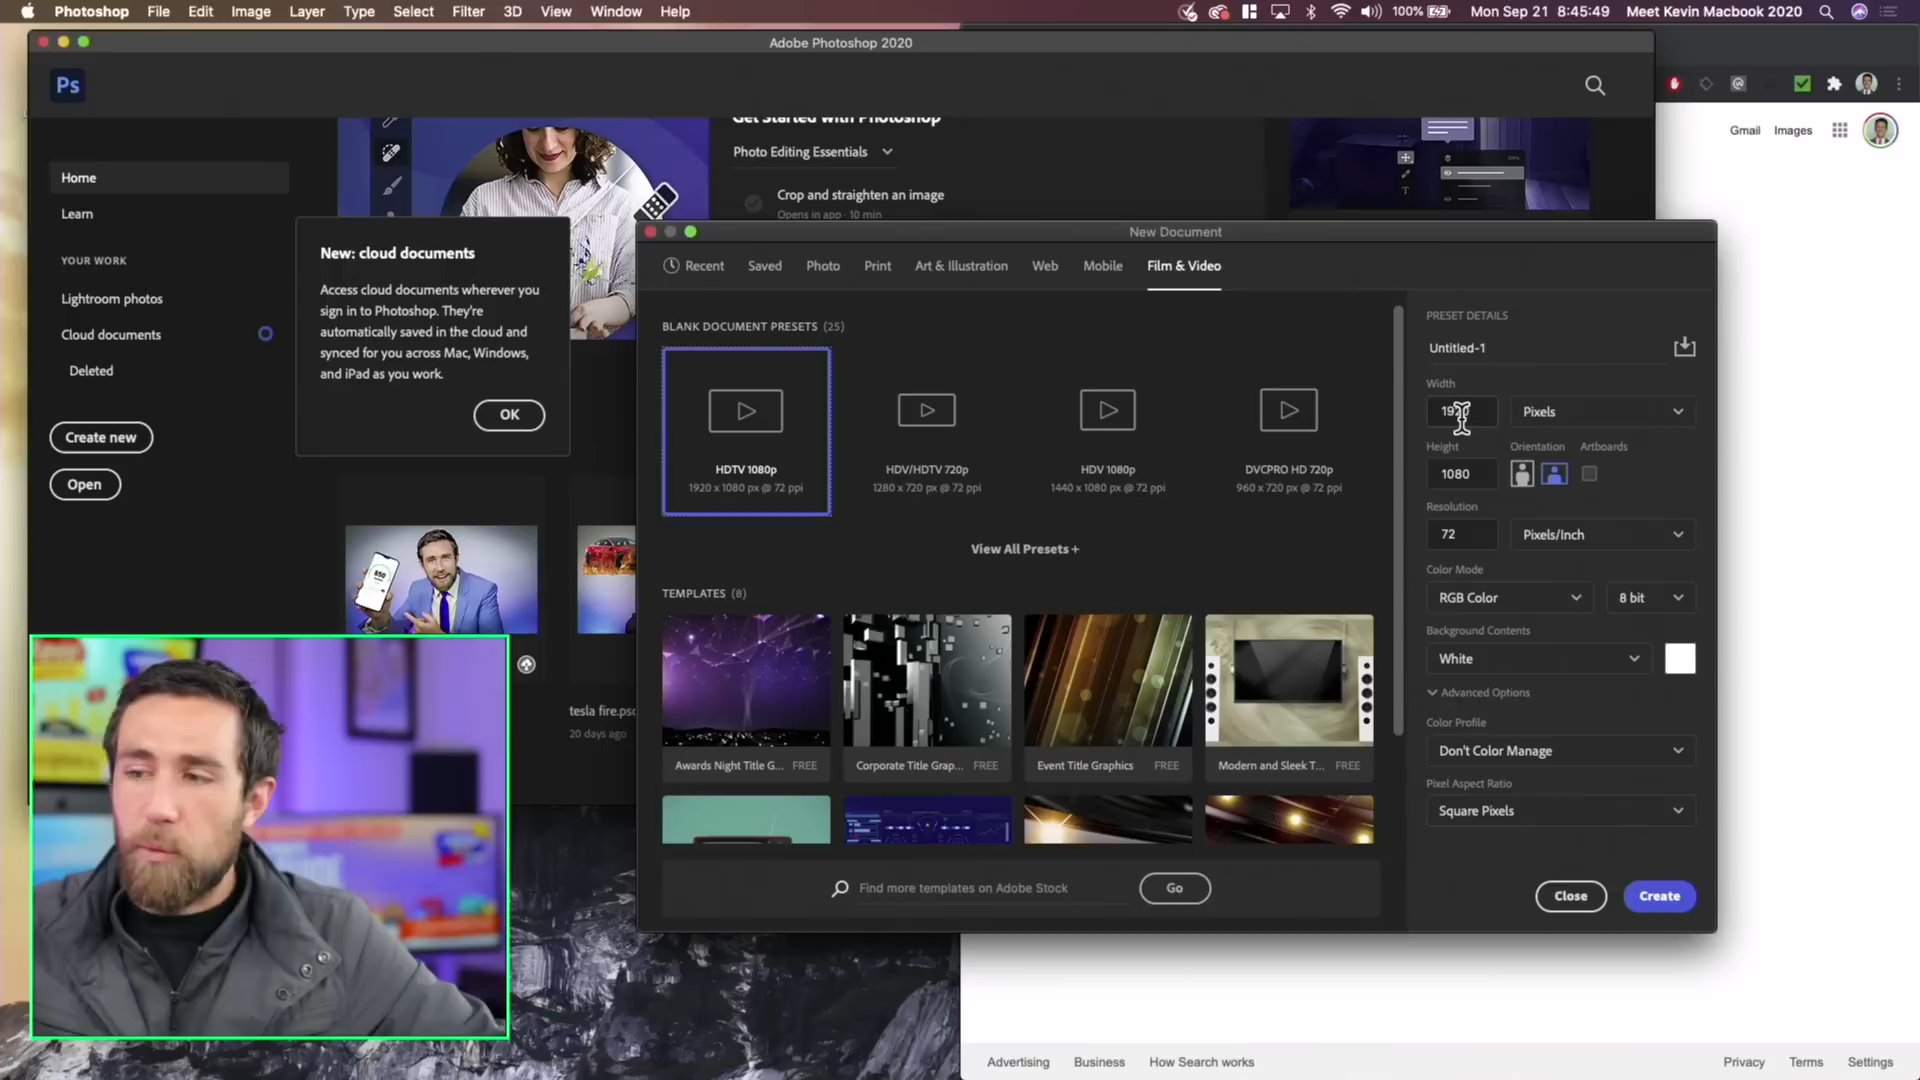 Photoshop File Edit Image Layer Type Select Filter 3D View Window Help
100% Mon Sep 21 8:45:49 Meet Kevin Macbook 2020
Adobe Photoshop 2020
Ps
Home
Learn
YOUR WORK
Lightroom photos
Cloud documents
Deleted
Create new
Open
New: cloud documents
Access cloud documents wherever you
sign in to Photoshop. They're
automatically saved in the cloud and
synced for you across Mac, Windows,
and iPad as you work.
OK
Get Started with Photoshop
Photo Editing Essentials
Crop and straighten an image
Opens in app · 10 min
850
tesla fire.psd
20 days ago
Gmail Images
New Document
Recent Saved Photo Print Art & Illustration Web Mobile Film & Video
BLANK DOCUMENT PRESETS (25)
HDTV 1080p
1920 x 1080 px @ 72 ppi
HDV/HDTV 720p
1280 x 720 px @ 72 ppi
HDV 1080p
1440 x 1080 px @ 72 ppi
DVCPRO HD 720p
960 x 720 px @ 72 ppi
View All Presets +
TEMPLATES (8)
Awards Night Title G... FREE
Corporate Title Grap... FREE
Event Title Graphics FREE
Modern and Sleek T... FREE
Find more templates on Adobe Stock
Go
PRESET DETAILS
Untitled-1
Width
1920 Pixels
Height Orientation Artboards
1080
Resolution
72 Pixels/Inch
Color Mode
RGB Color 8 bit
Background Contents
White
Advanced Options
Color Profile
Don't Color Manage
Pixel Aspect Ratio
Square Pixels
Close Create
Advertising Business How Search works
Privacy Terms Settings